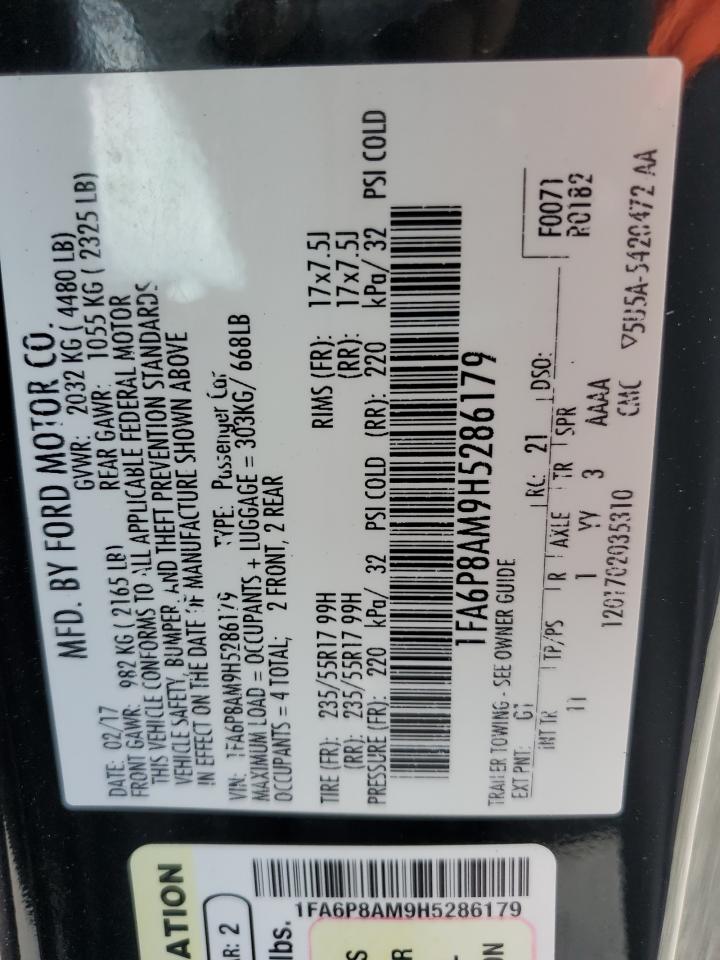 MFD. BY FORD MOTOR CO.
DATE: 02/17 GVWR: 2032 KG ( 4480 LB)
FRONT GAWR: 982 KG ( 2165 LB) REAR GAWR: 1055 KG ( 2325 LB)
THIS VEHICLE CONFORMS TO ALL APPLICABLE FEDERAL MOTOR
VEHICLE SAFETY, BUMPER, AND THEFT PREVENTION STANDARDS
IN EFFECT ON THE DATE OF MANUFACTURE SHOWN ABOVE
VIN: 1FA6P8AM9H5286179 TYPE: Passenger Car
MAXIMUM LOAD = OCCUPANTS + LUGGAGE = 303KG/ 668LB
OCCUPANTS = 4 TOTAL; 2 FRONT, 2 REAR
TIRE (FR): 235/55R17 99H RIMS (FR): 17x7.5J
(RR): 235/55R17 99H (RR): 17x7.5J
PRESSURE (FR): 220 kPa/ 32 PSI COLD (RR): 220 kPa/ 32 PSI COLD
1FA6P8AM9H5286179
TRAILER TOWING - SEE OWNER GUIDE
F0071
R0182
EXT PNT: G1 RC: 21 DSO:
INT TR TP/PS R AXLE TR SPR
11 1 YY 3 AAAA
1201702035310 CMC ▽5U5A-5420472 AA
ATION
AR: 2
lbs.
1FA6P8AM9H5286179
S
R
ON